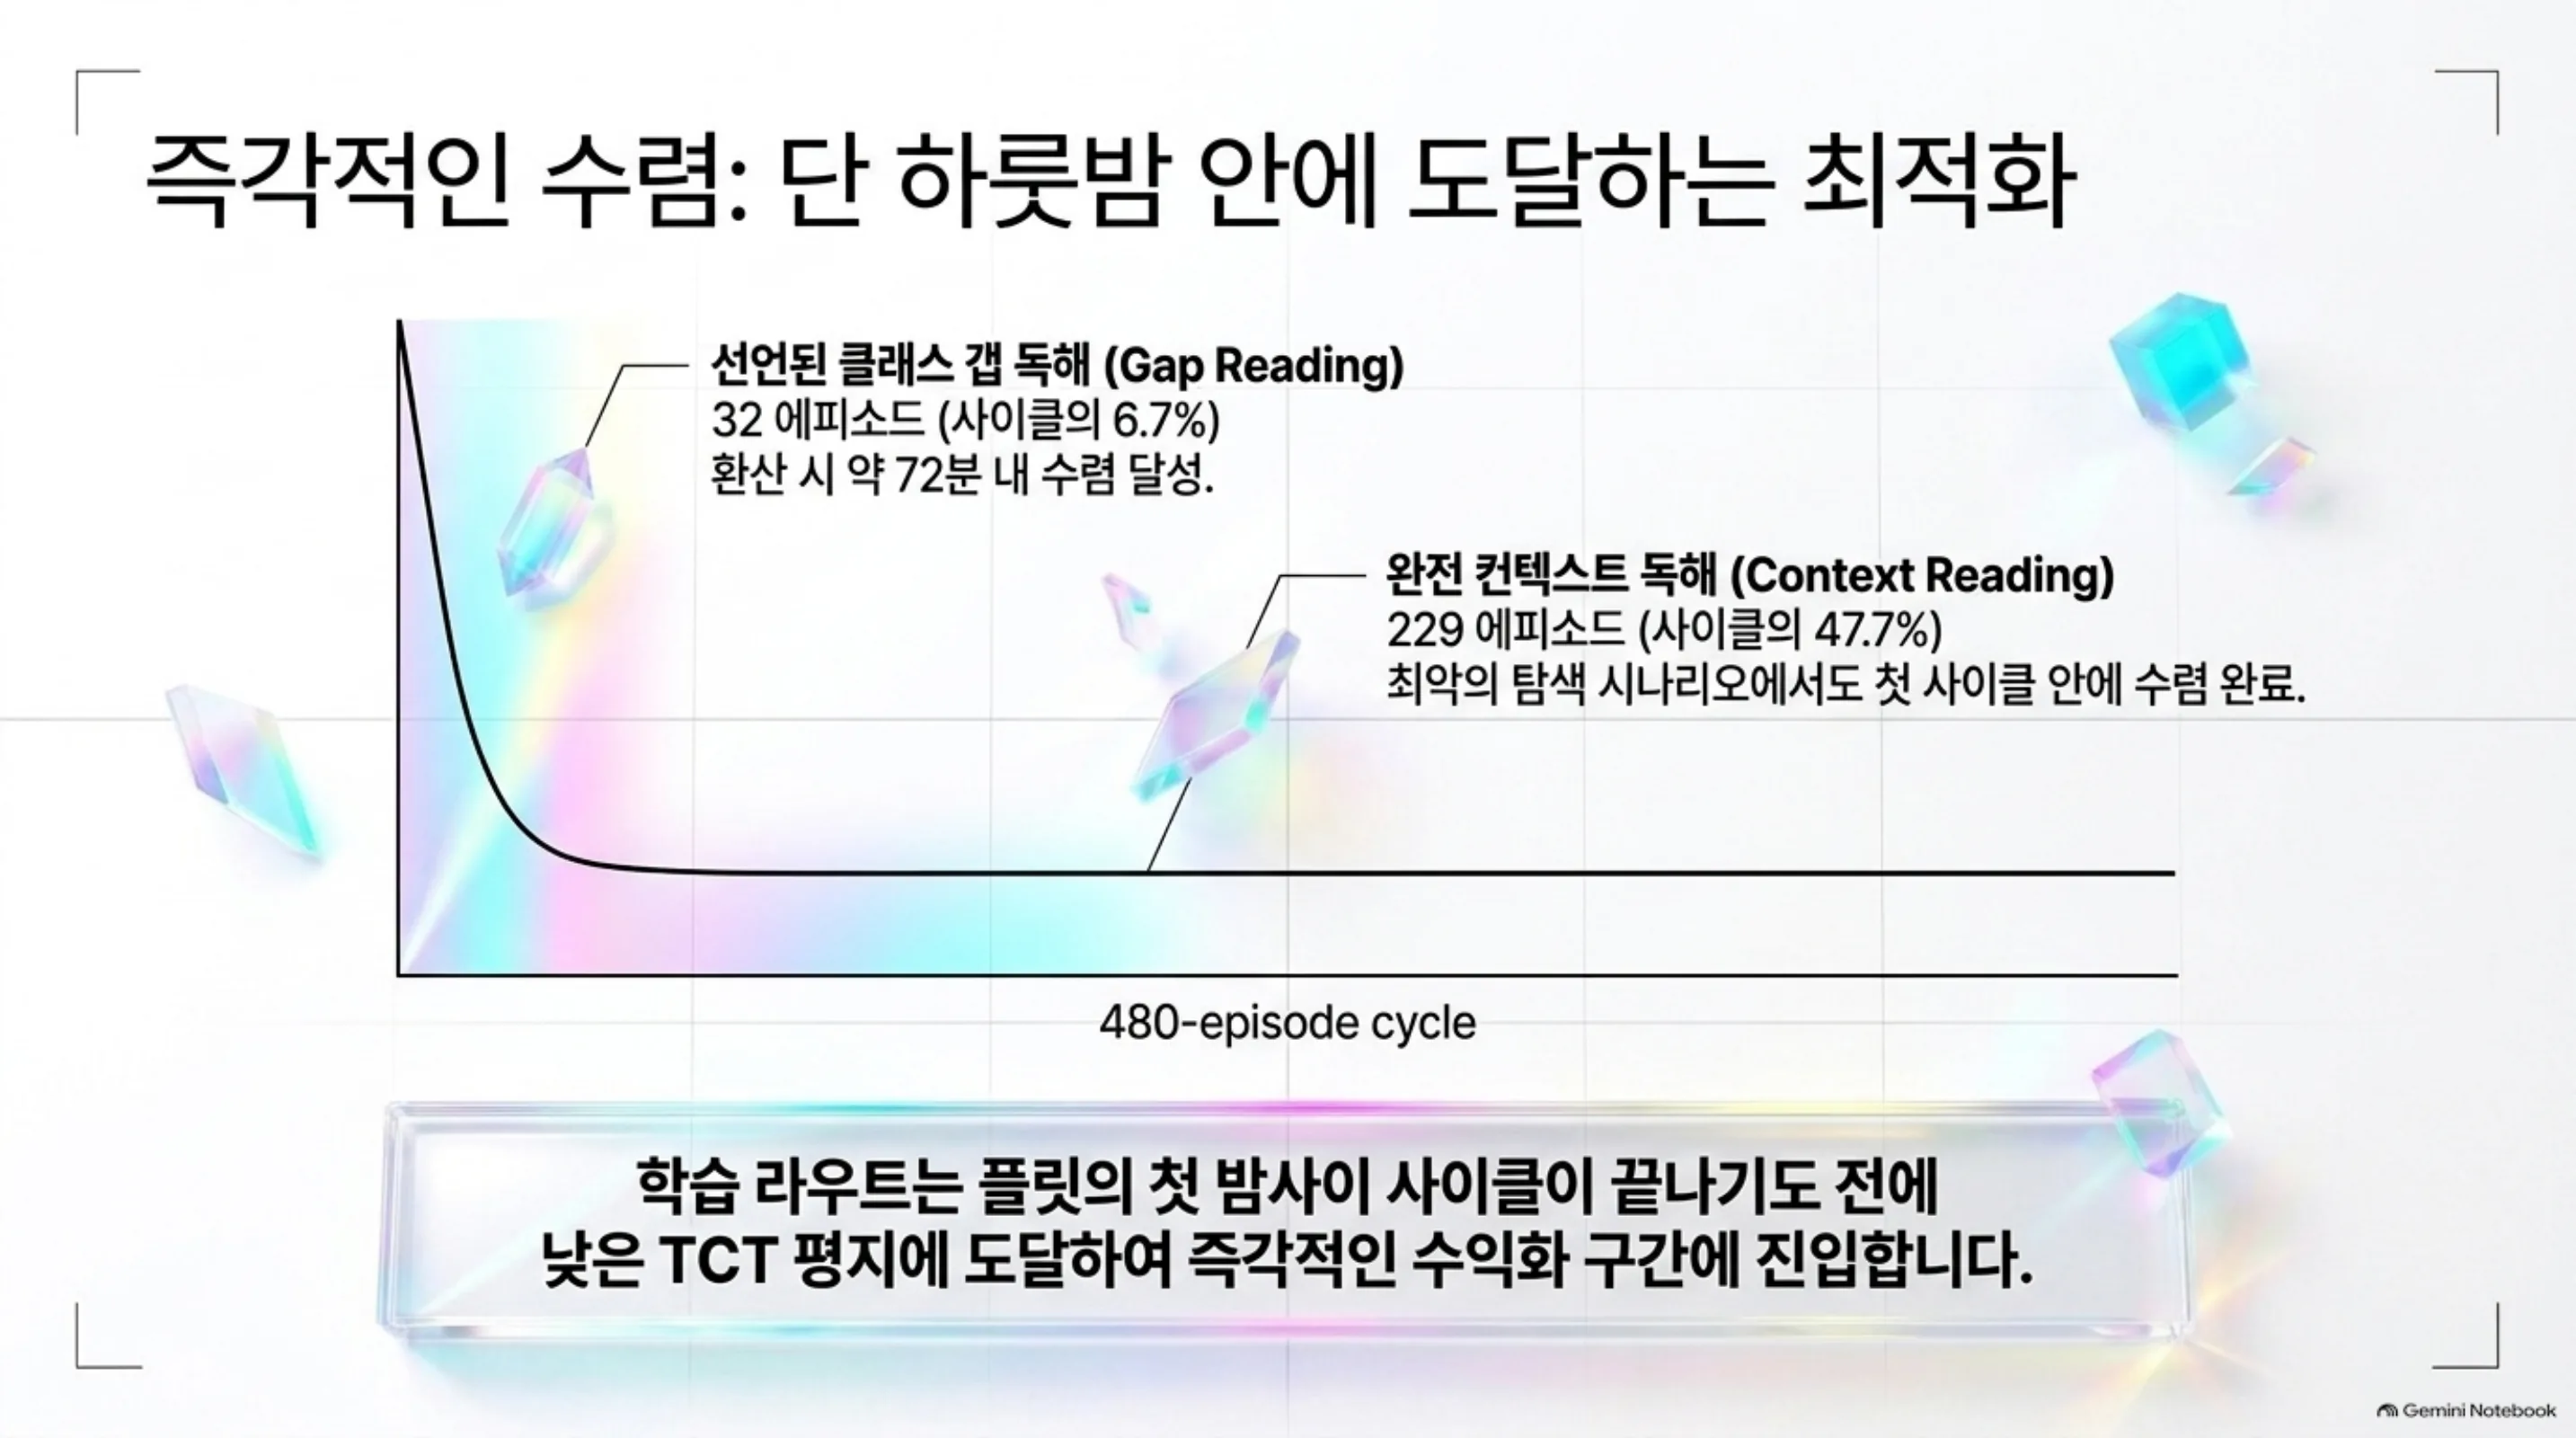 즉각적인 수렴: 단 하룻밤 안에 도달하는 최적화
선언된 클래스 갭 독해 (Gap Reading)
32 에피소드 (사이클의 6.7%)
환산 시 약 72분 내 수렴 달성.
완전 컨텍스트 독해 (Context Reading)
229 에피소드 (사이클의 47.7%)
최악의 탐색 시나리오에서도 첫 사이클 안에 수렴 완료.
480-episode cycle
학습 라우트는 플릿의 첫 밤사이 사이클이 끝나기도 전에
낮은 TCT 평지에 도달하여 즉각적인 수익화 구간에 진입합니다.
Gemini Notebook